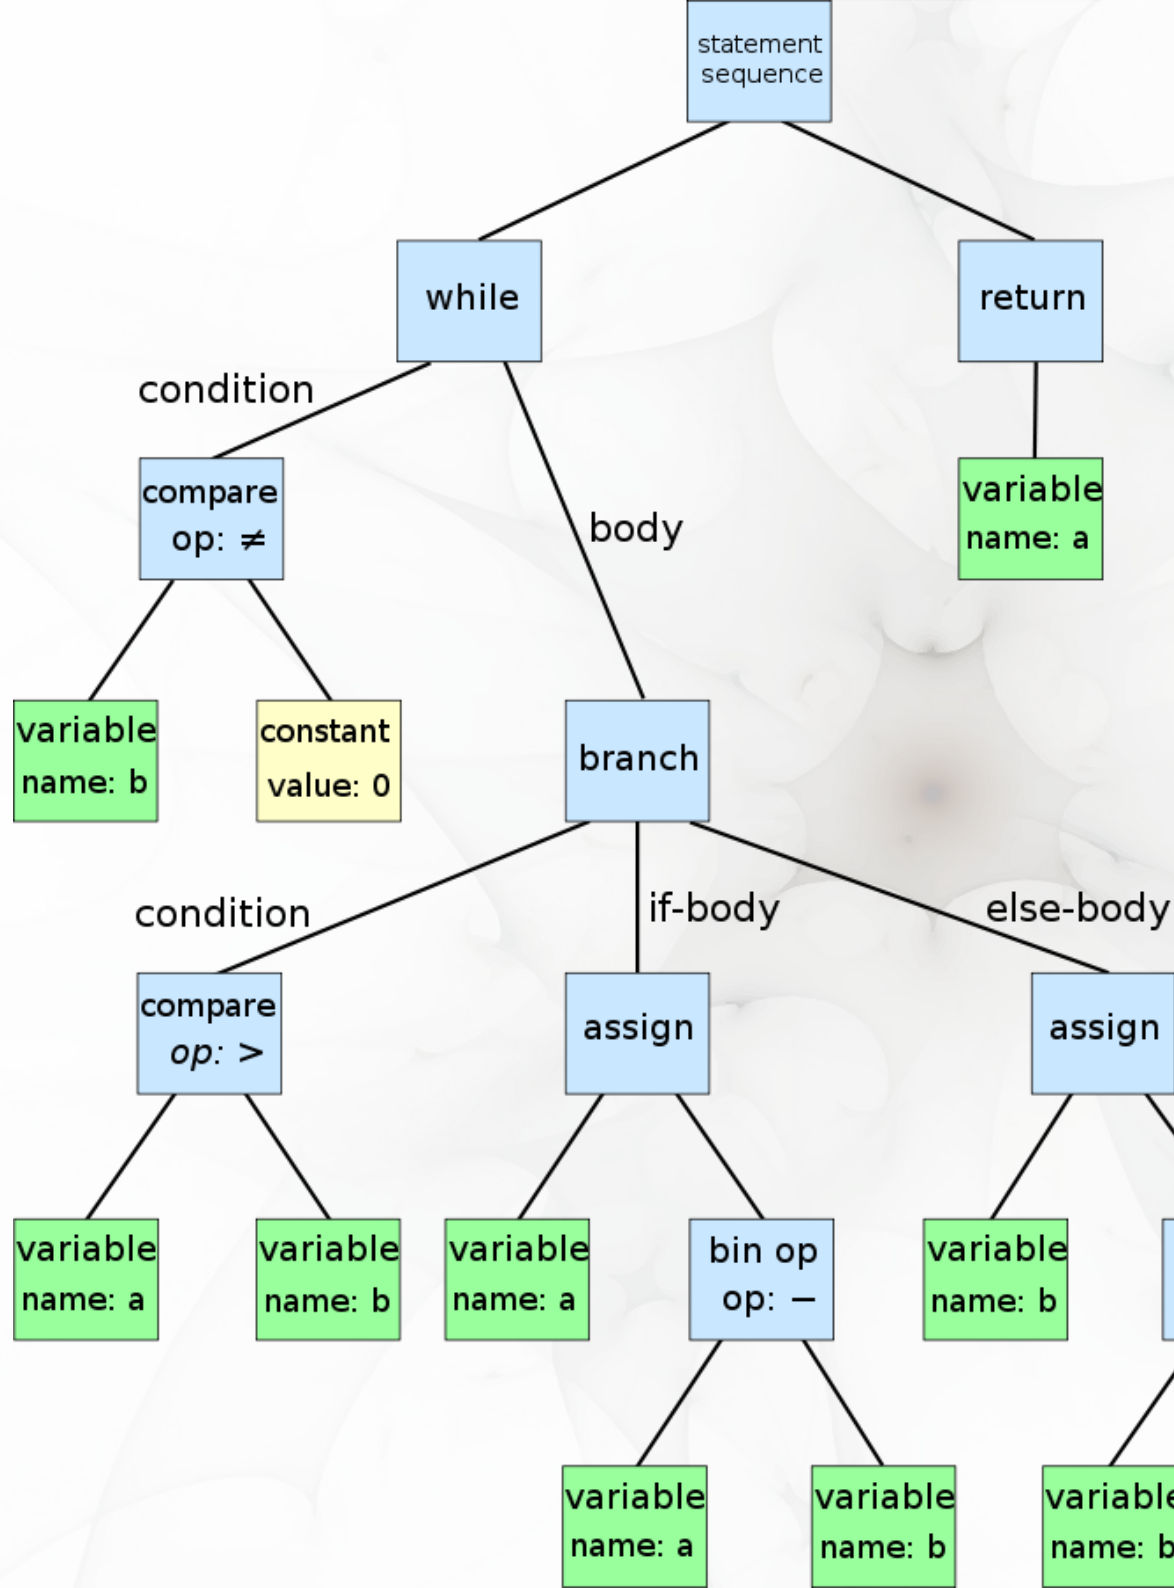 statement
sequence
while
return
condition
compare
op: ≠
body
variable
name: a
variable
name: b
constant
value: 0
branch
condition
if-body
else-body
compare
op: >
assign
assign
variable
name: a
variable
name: b
variable
name: a
bin op
op: −
variable
name: b
variable
name: a
variable
name: b
variable
name: b